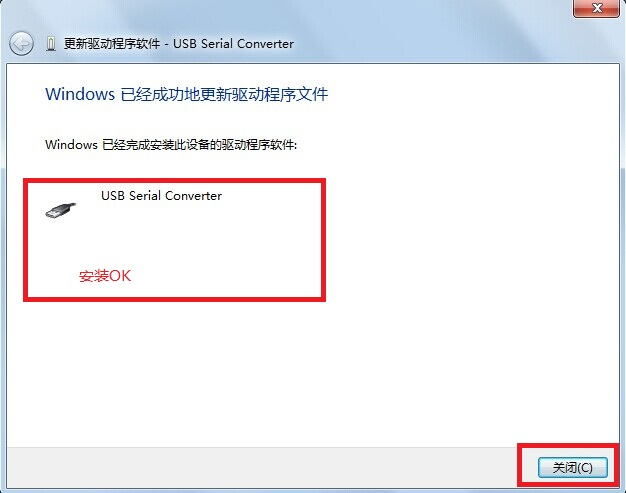 更新驱动程序软件 - USB Serial Converter
Windows 已经成功地更新驱动程序文件
Windows 已经完成安装此设备的驱动程序软件:
USB Serial Converter
安装OK
关闭(C)